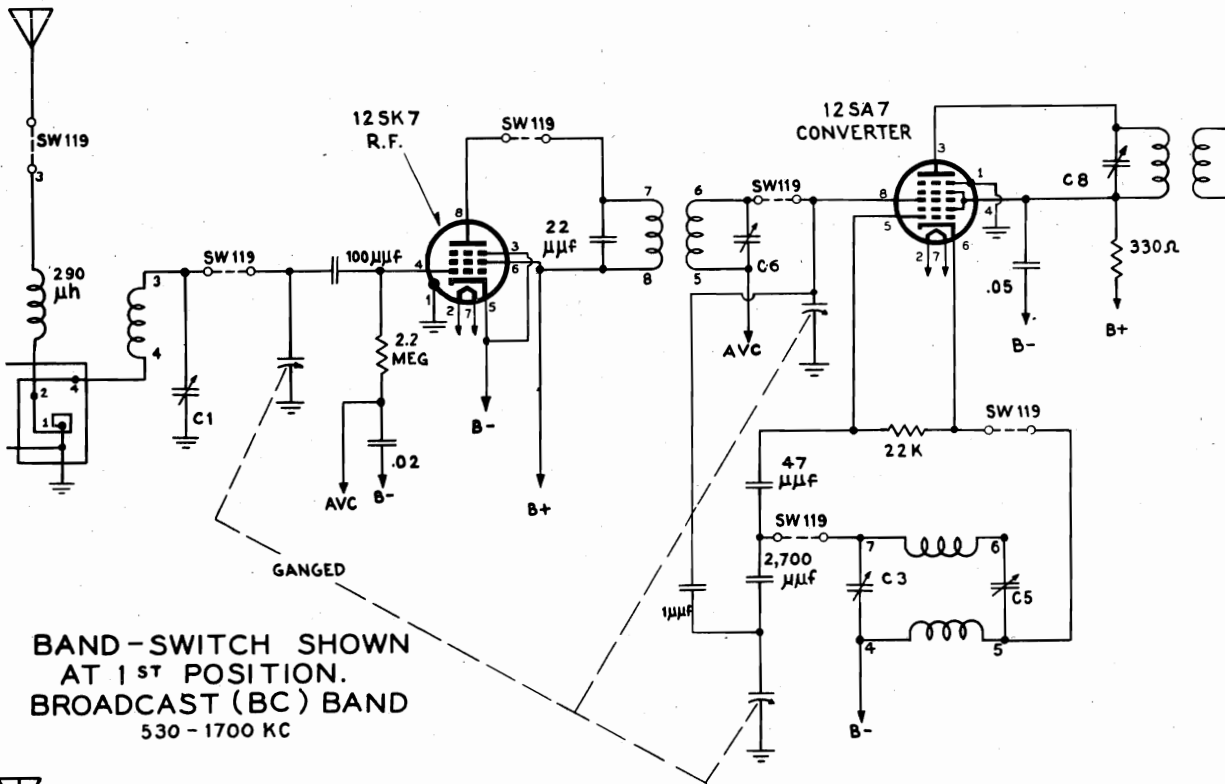 SW119
3
290
μh
2
4
1
3
4
SW119
C1
100μμf
12SK7
R.F.
SW119
8
4
3
6
1
2
7
5
2.2
MEG
AVC
.02
B-
B-
B+
22
μμf
7
8
6
5
SW119
C6
AVC
12SA7
CONVERTER
3
8
5
1
4
2
7
6
C8
.05
B-
330Ω
B+
22K
SW119
47
μμf
SW119
2,700
μμf
1μμf
7
6
C3
C5
4
5
B-
GANGED
BAND-SWITCH SHOWN
AT 1ST POSITION.
BROADCAST (BC) BAND
530-1700 KC